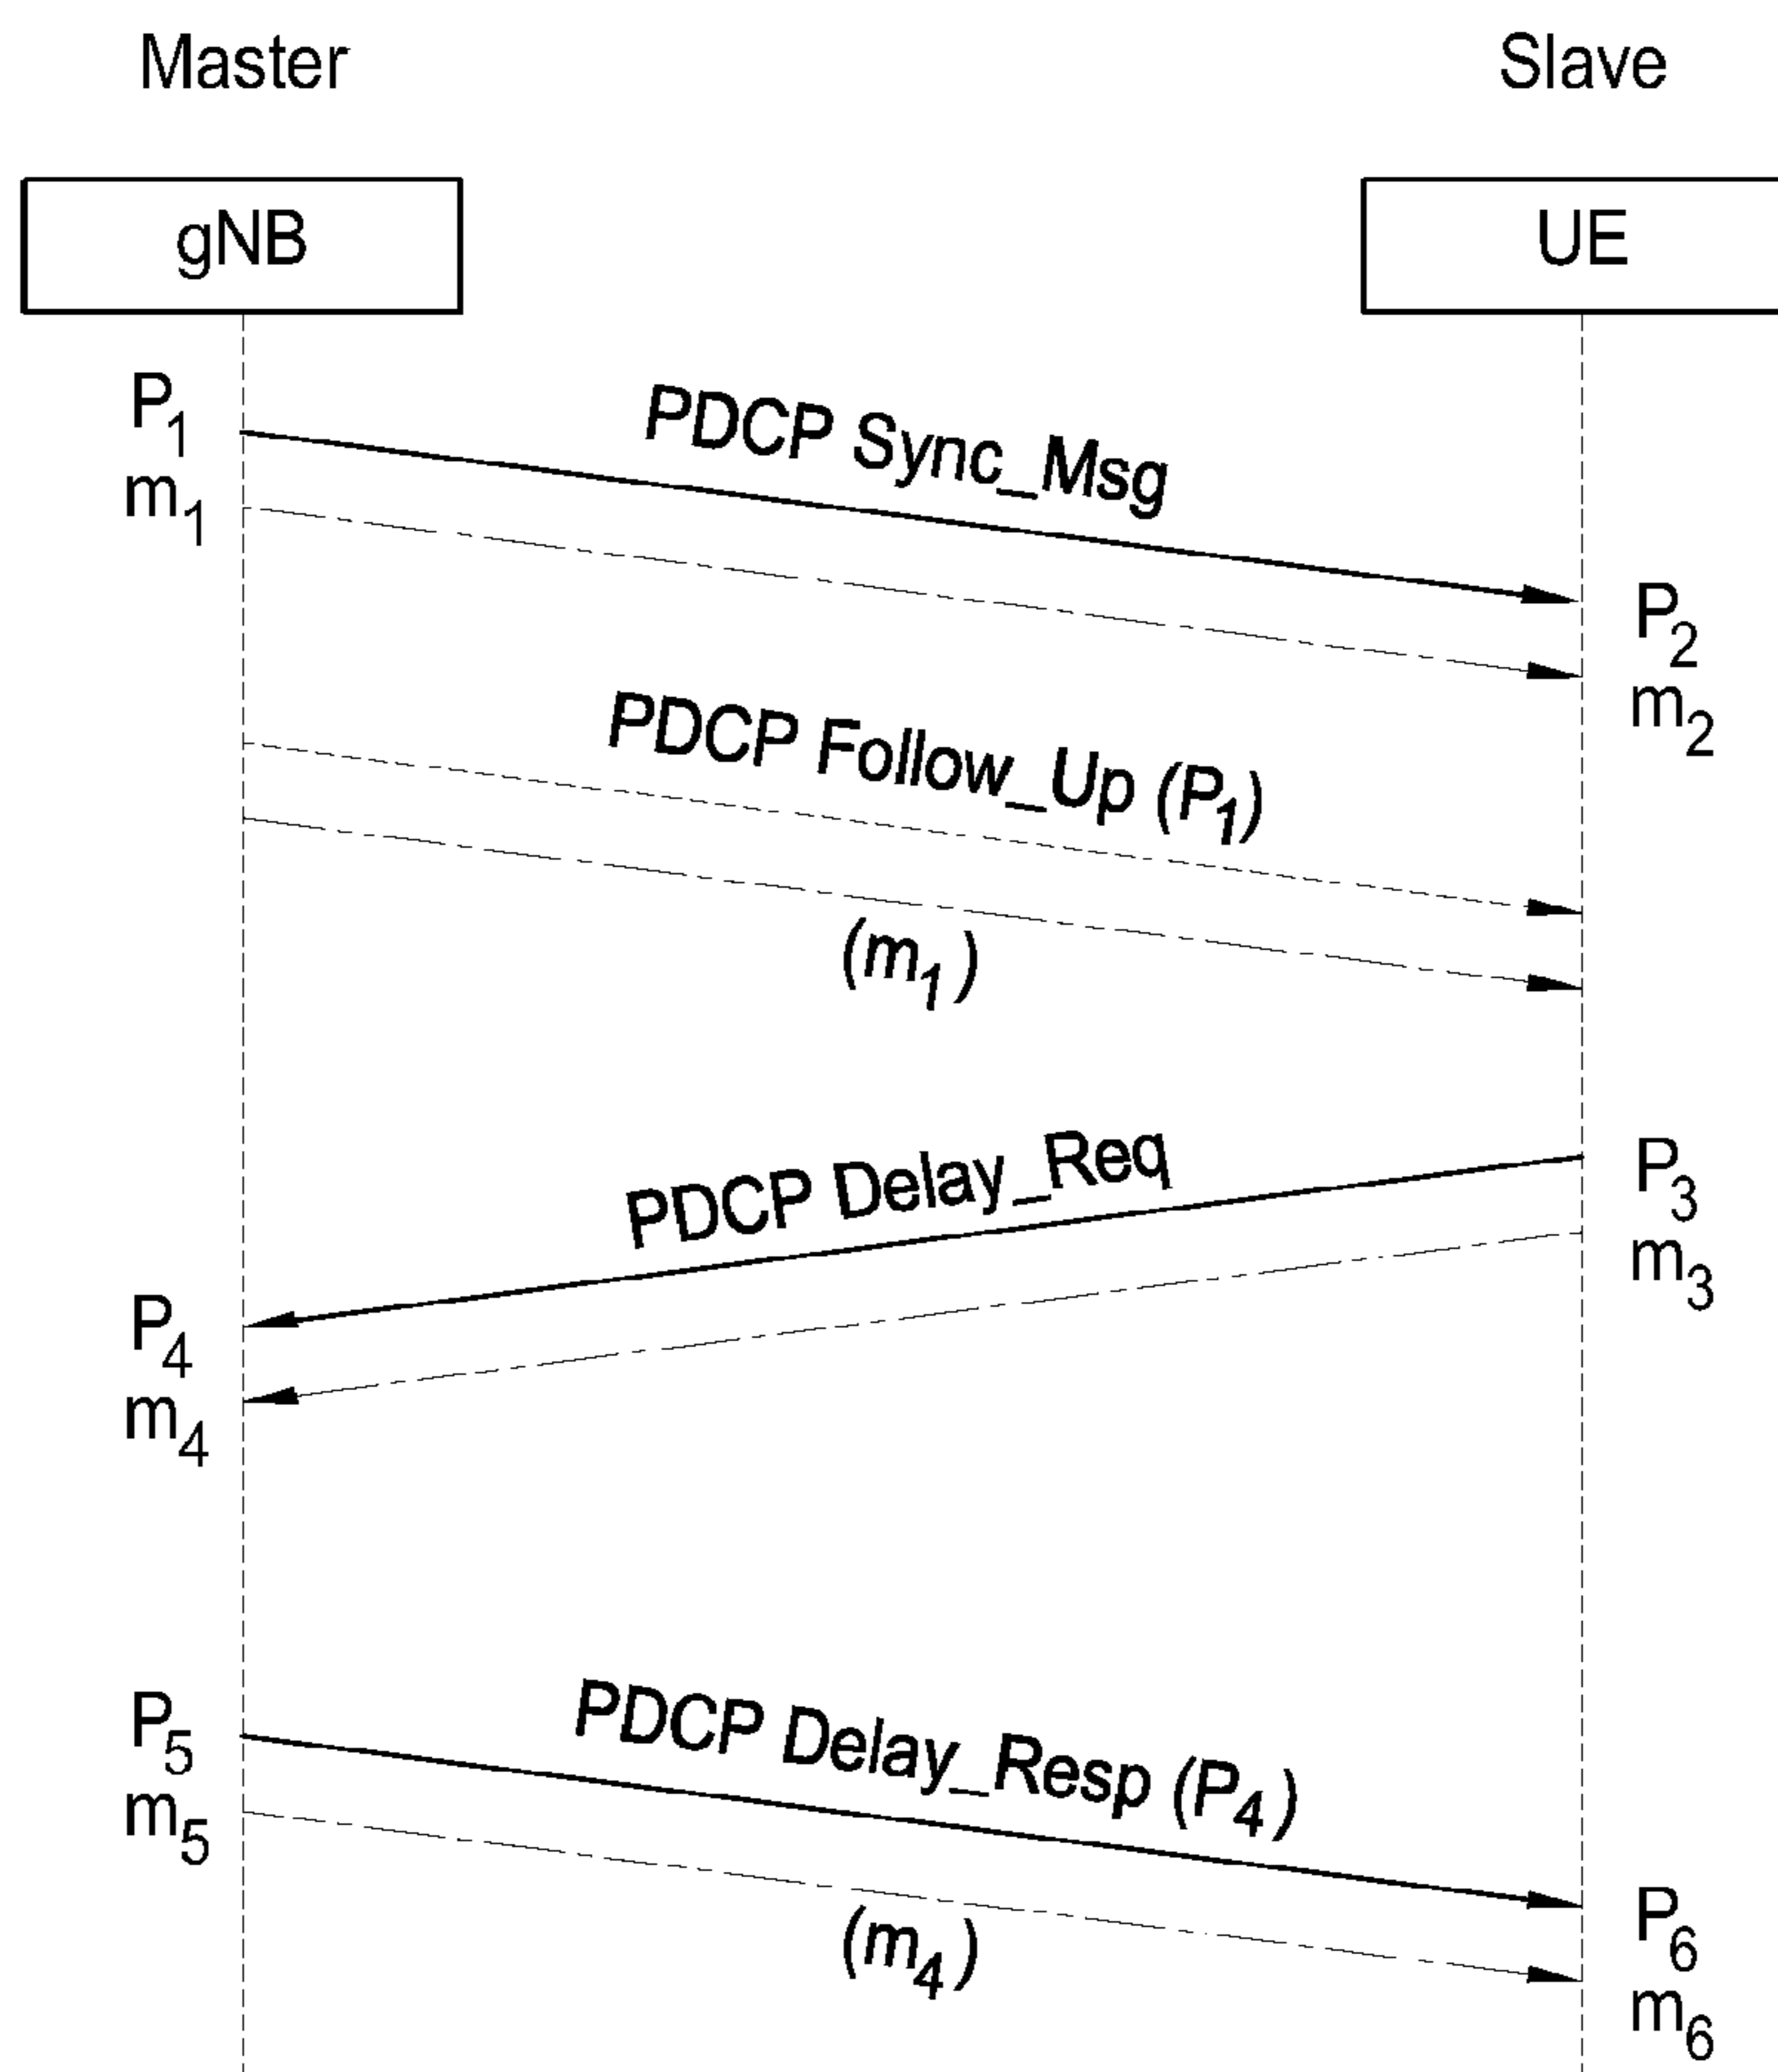 Master Slave
gNB UE
P1
PDCP Sync_Msg
m1
P2
m2
PDCP Follow_Up (P1)
(m1)
PDCP Delay_Req
P3
m3
P4
m4
PDCP Delay_Resp (P4)
P5
m5
(m4)
P6
m6